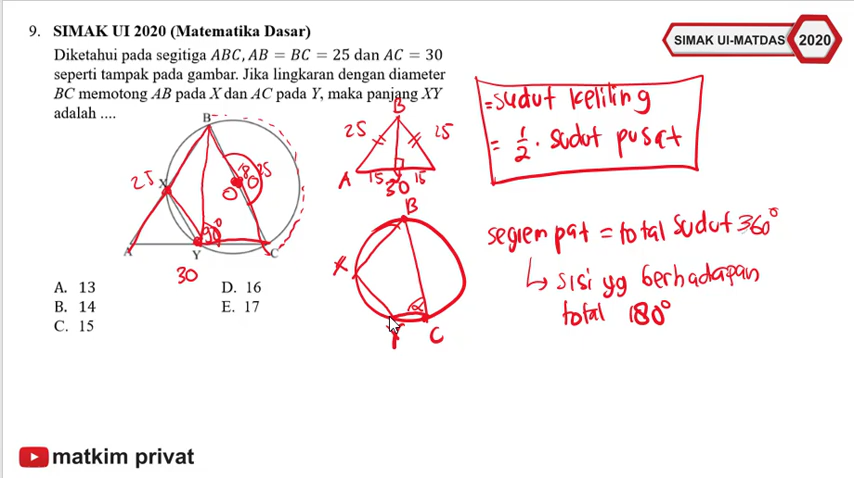 9. SIMAK UI 2020 (Matematika Dasar)
SIMAK UI-MATDAS 2020
Diketahui pada segitiga ABC, AB = BC = 25 dan AC = 30
seperti tampak pada gambar. Jika lingkaran dengan diameter
BC memotong AB pada X dan AC pada Y, maka panjang XY
adalah ....
B
X
A
Y
C
25
180°
25
O
90°
30
B
25
25
A
15
15
30
B
X
α
Y
C
= sudut keliling
= 1/2 . sudut pusat
segiempat = total sudut 360°
↳ sisi yg berhadapan
total 180°
A. 13
D. 16
B. 14
E. 17
C. 15
matkim privat